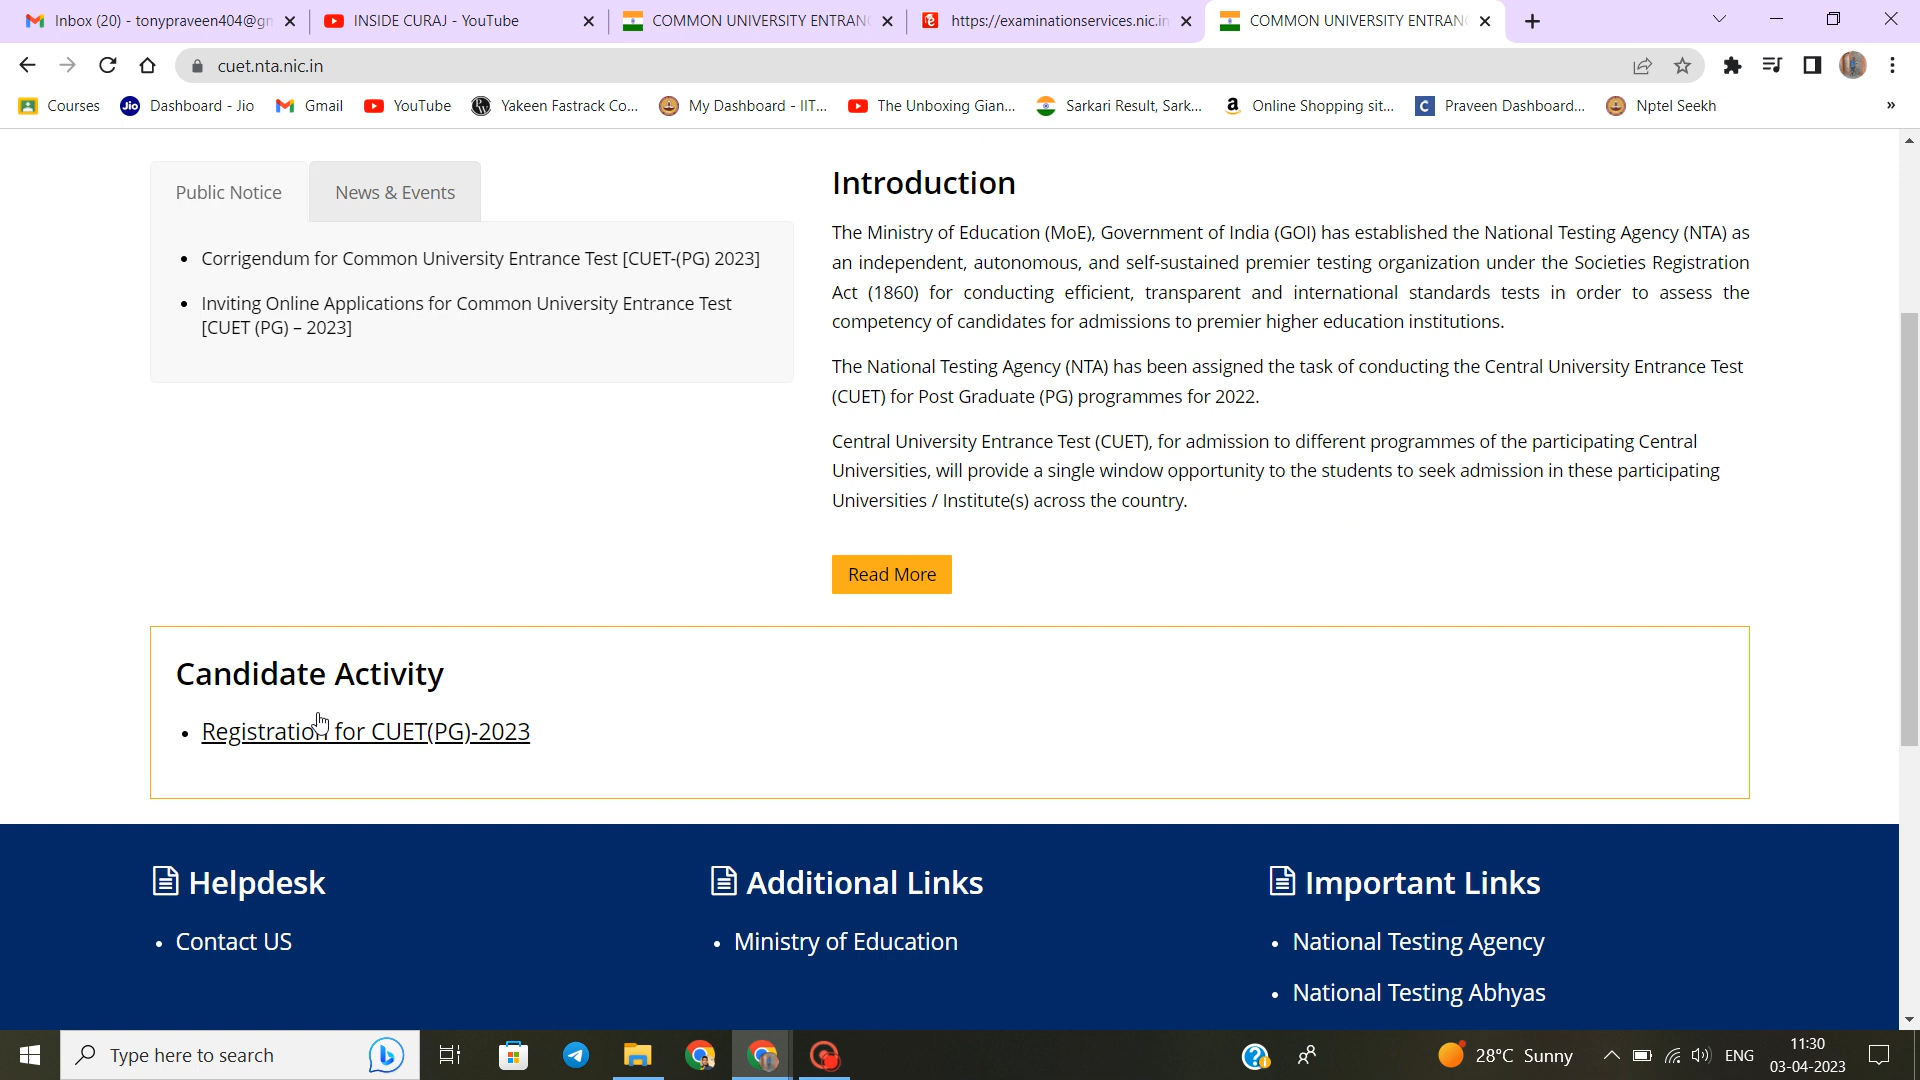 Inbox (20) - tonypraveen404@gm
INSIDE CURAJ - YouTube
COMMON UNIVERSITY ENTRAN
https://examinationservices.nic.in
COMMON UNIVERSITY ENTRAN
cuet.nta.nic.in
Courses
Dashboard - Jio
Gmail
YouTube
Yakeen Fastrack Co...
My Dashboard - IIT...
The Unboxing Gian...
Sarkari Result, Sark...
Online Shopping sit...
Praveen Dashboard...
Nptel Seekh
»
Public Notice
News & Events
• Corrigendum for Common University Entrance Test [CUET-(PG) 2023]
• Inviting Online Applications for Common University Entrance Test
[CUET (PG) – 2023]
Introduction
The Ministry of Education (MoE), Government of India (GOI) has established the National Testing Agency (NTA) as
an independent, autonomous, and self-sustained premier testing organization under the Societies Registration
Act (1860) for conducting efficient, transparent and international standards tests in order to assess the
competency of candidates for admissions to premier higher education institutions.
The National Testing Agency (NTA) has been assigned the task of conducting the Central University Entrance Test
(CUET) for Post Graduate (PG) programmes for 2022.
Central University Entrance Test (CUET), for admission to different programmes of the participating Central
Universities, will provide a single window opportunity to the students to seek admission in these participating
Universities / Institute(s) across the country.
Read More
Candidate Activity
• Registration for CUET(PG)-2023
Helpdesk
• Contact US
Additional Links
• Ministry of Education
Important Links
• National Testing Agency
• National Testing Abhyas
Type here to search
28°C Sunny
ENG
11:30
03-04-2023